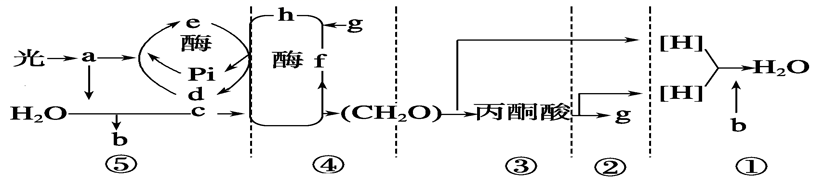 e h g [H]
光 a 酶 酶 f H₂O
Pi
d [H]
H₂O c (CH₂O) 丙酮酸 g
b b
⑤ ④ ③ ② ①